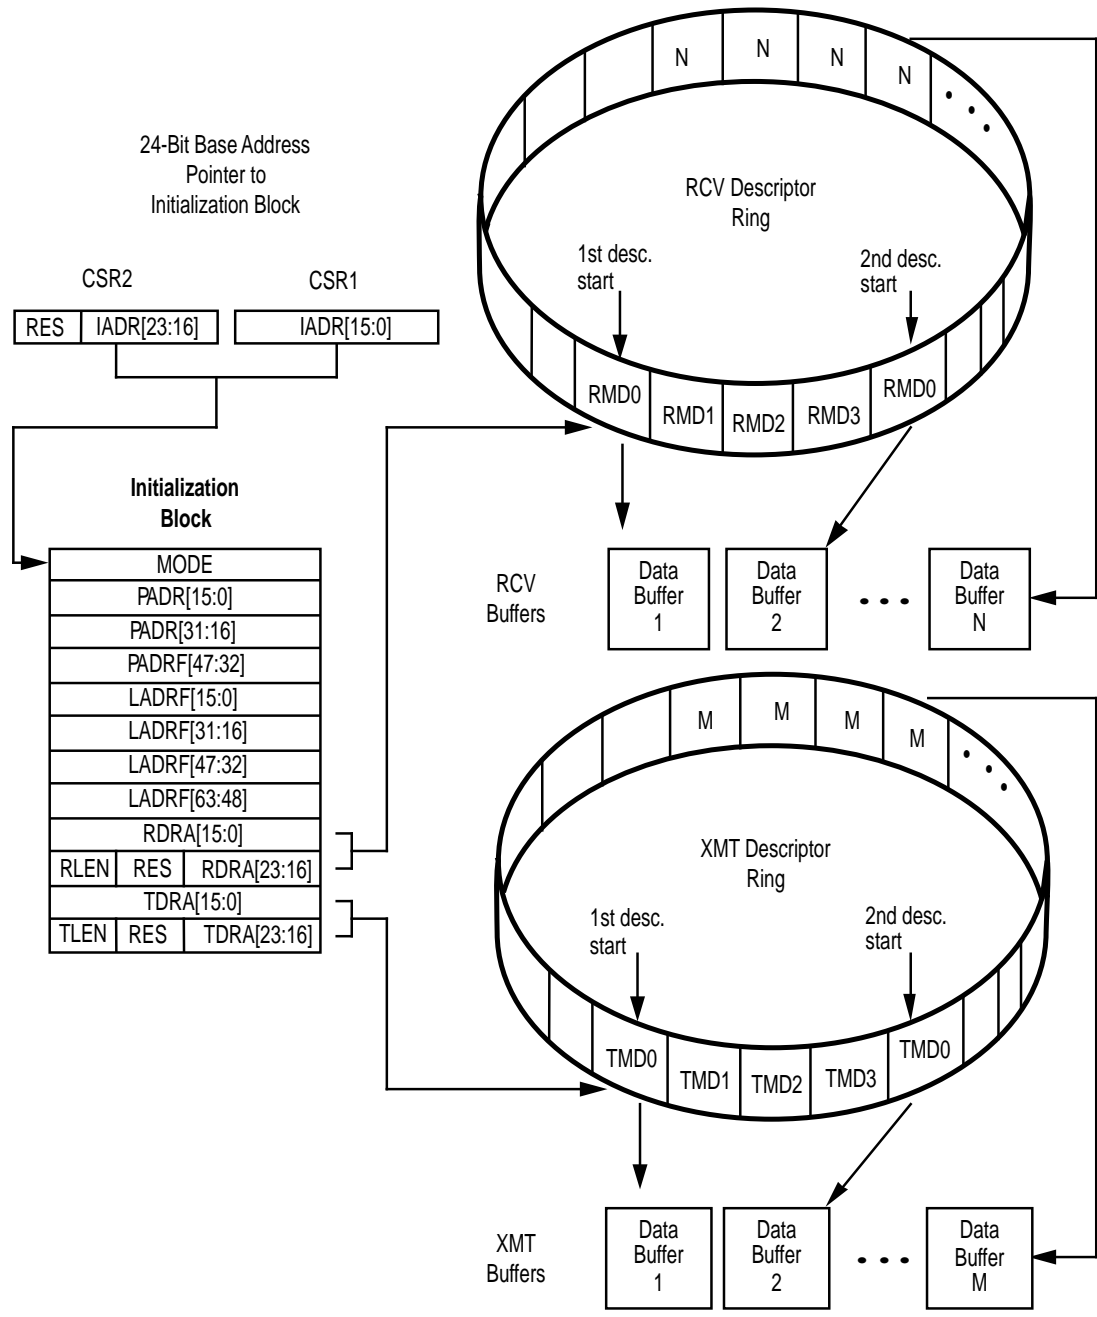 24-Bit Base Address
Pointer to
Initialization Block
CSR2
CSR1
RES
IADR[23:16]
IADR[15:0]
Initialization
Block
MODE
PADR[15:0]
PADR[31:16]
PADRF[47:32]
LADRF[15:0]
LADRF[31:16]
LADRF[47:32]
LADRF[63:48]
RDRA[15:0]
RLEN RES RDRA[23:16]
TDRA[15:0]
TLEN RES TDRA[23:16]
N N N N • • •
RCV Descriptor
Ring
1st desc.
start
2nd desc.
start
RMD0 RMD1 RMD2 RMD3 RMD0
RCV
Buffers
Data
Buffer
1
Data
Buffer
2
• • •
Data
Buffer
N
M M M M • • •
XMT Descriptor
Ring
1st desc.
start
2nd desc.
start
TMD0 TMD1 TMD2 TMD3 TMD0
XMT
Buffers
Data
Buffer
1
Data
Buffer
2
• • •
Data
Buffer
M